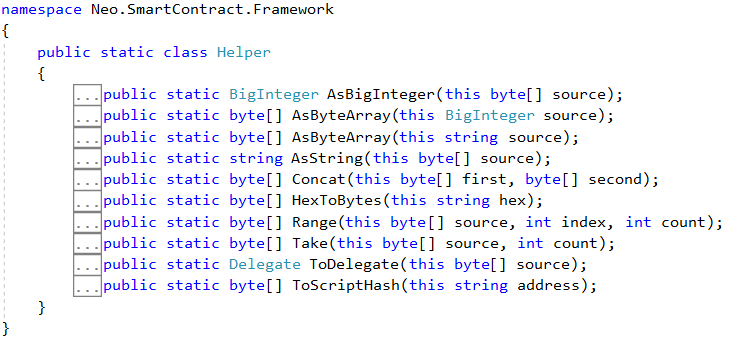 namespace Neo.SmartContract.Framework
{
    public static class Helper
    {
        ...public static BigInteger AsBigInteger(this byte[] source);
        ...public static byte[] AsByteArray(this BigInteger source);
        ...public static byte[] AsByteArray(this string source);
        ...public static string AsString(this byte[] source);
        ...public static byte[] Concat(this byte[] first, byte[] second);
        ...public static byte[] HexToBytes(this string hex);
        ...public static byte[] Range(this byte[] source, int index, int count);
        ...public static byte[] Take(this byte[] source, int count);
        ...public static Delegate ToDelegate(this byte[] source);
        ...public static byte[] ToScriptHash(this string address);
    }
}